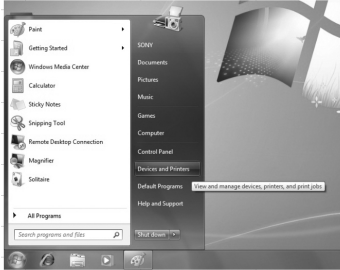 Paint
Getting Started
Windows Media Center
Calculator
Sticky Notes
Snipping Tool
Remote Desktop Connection
Magnifier
Solitaire
All Programs
Search programs and files
SONY
Documents
Pictures
Music
Games
Computer
Control Panel
Devices and Printers
Default Programs
View and manage devices, printers, and print jobs
Help and Support
Shut down